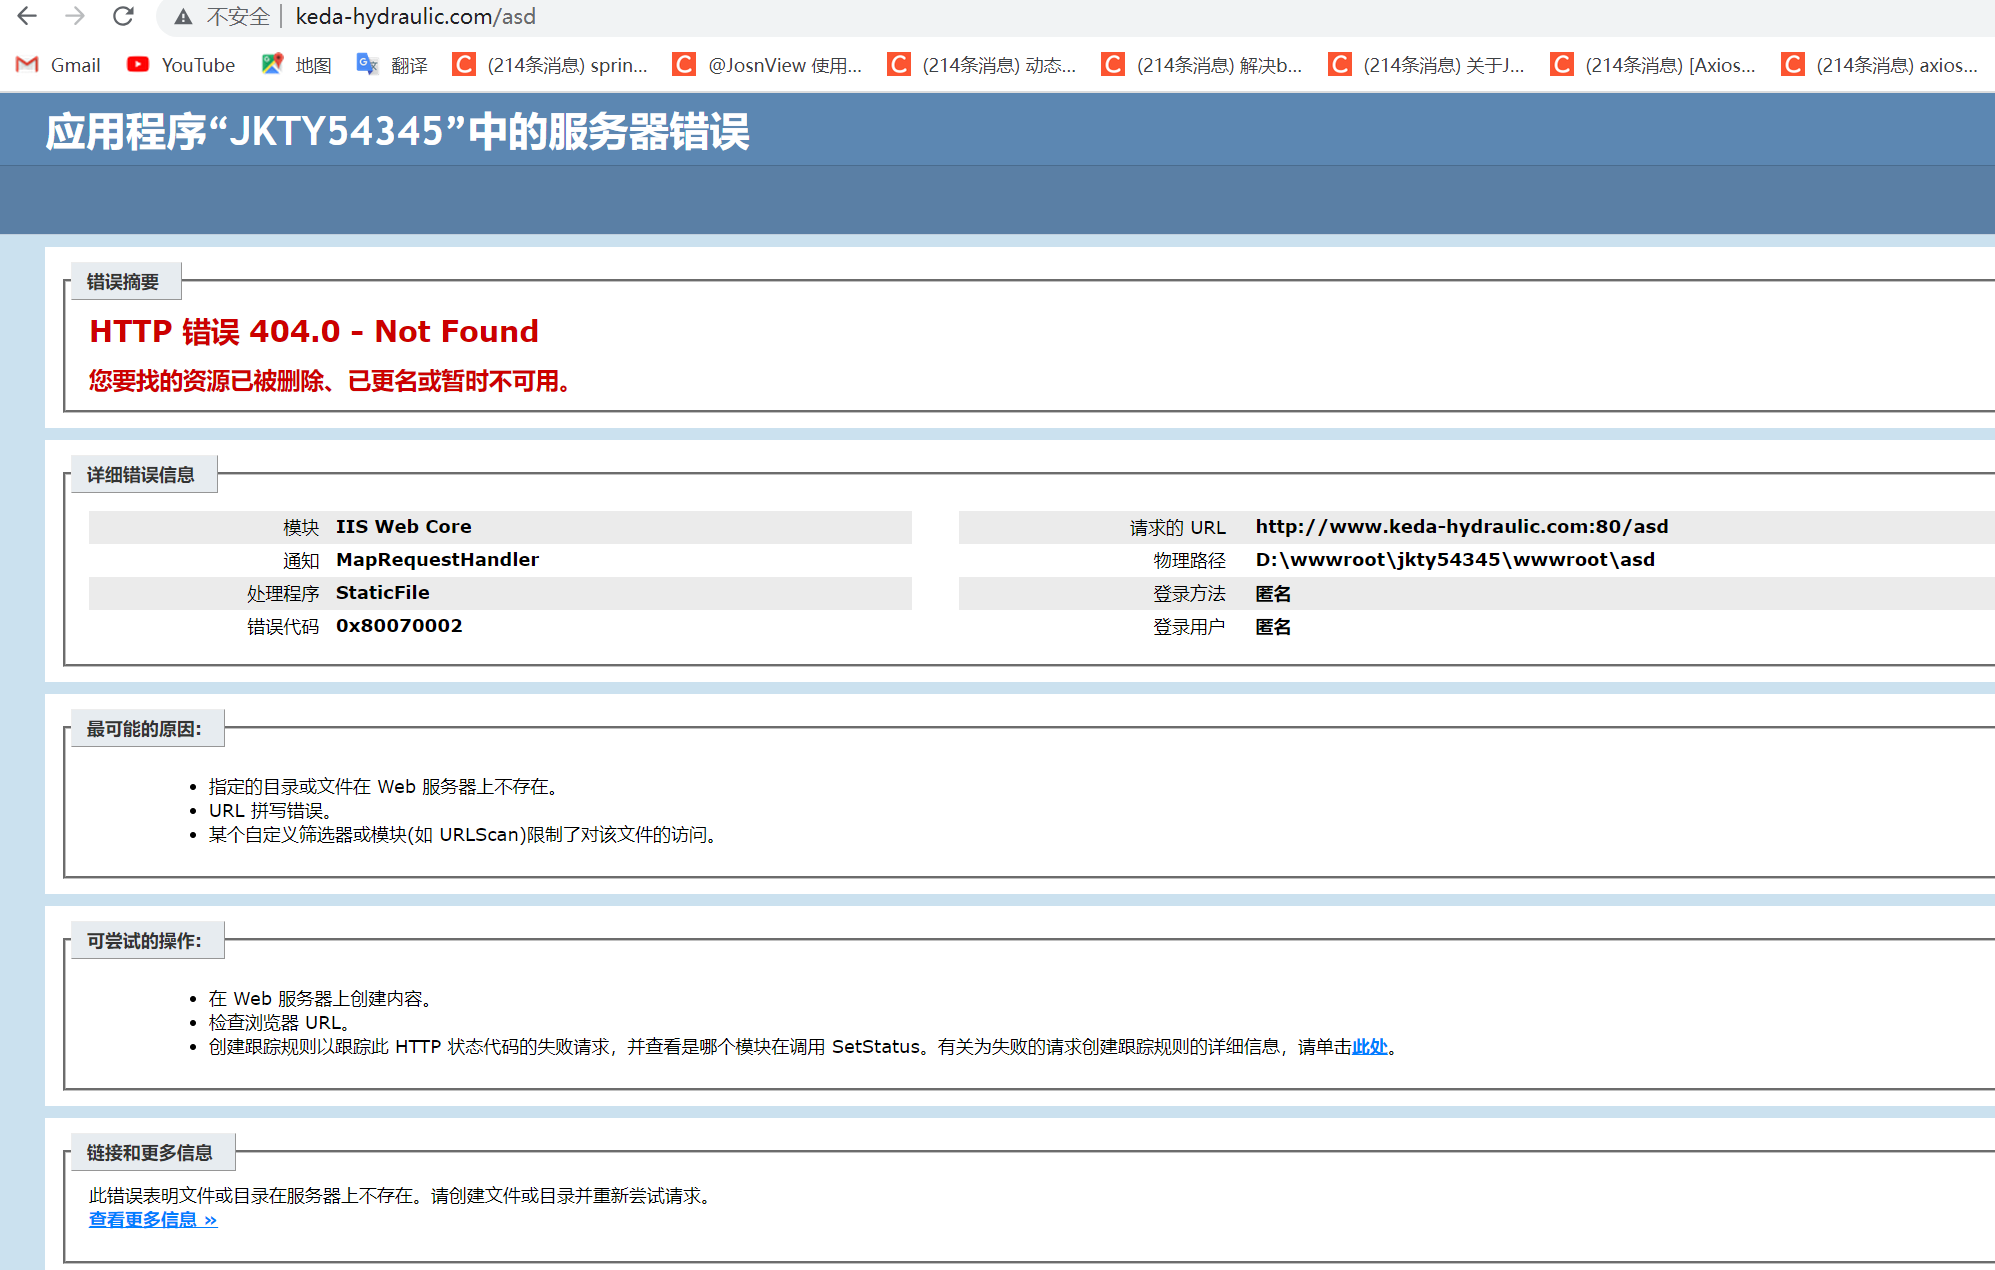 不安全 | keda-hydraulic.com/asd
Gmail YouTube 地图 翻译 (214条消息) sprin... @JosnView 使用... (214条消息) 动态... (214条消息) 解决b... (214条消息) 关于J... (214条消息) [Axios... (214条消息) axios...
应用程序“JKTY54345”中的服务器错误
错误摘要
HTTP 错误 404.0 - Not Found
您要找的资源已被删除、已更名或暂时不可用。
详细错误信息
模块 IIS Web Core
通知 MapRequestHandler
处理程序 StaticFile
错误代码 0x80070002
请求的 URL http://www.keda-hydraulic.com:80/asd
物理路径 D:\wwwroot\jkty54345\wwwroot\asd
登录方法 匿名
登录用户 匿名
最可能的原因:
• 指定的目录或文件在 Web 服务器上不存在。
• URL 拼写错误。
• 某个自定义筛选器或模块(如 URLScan)限制了对该文件的访问。
可尝试的操作:
• 在 Web 服务器上创建内容。
• 检查浏览器 URL。
• 创建跟踪规则以跟踪此 HTTP 状态代码的失败请求，并查看是哪个模块在调用 SetStatus。有关为失败的请求创建跟踪规则的详细信息，请单击此处。
链接和更多信息
此错误表明文件或目录在服务器上不存在。请创建文件或目录并重新尝试请求。
查看更多信息 »